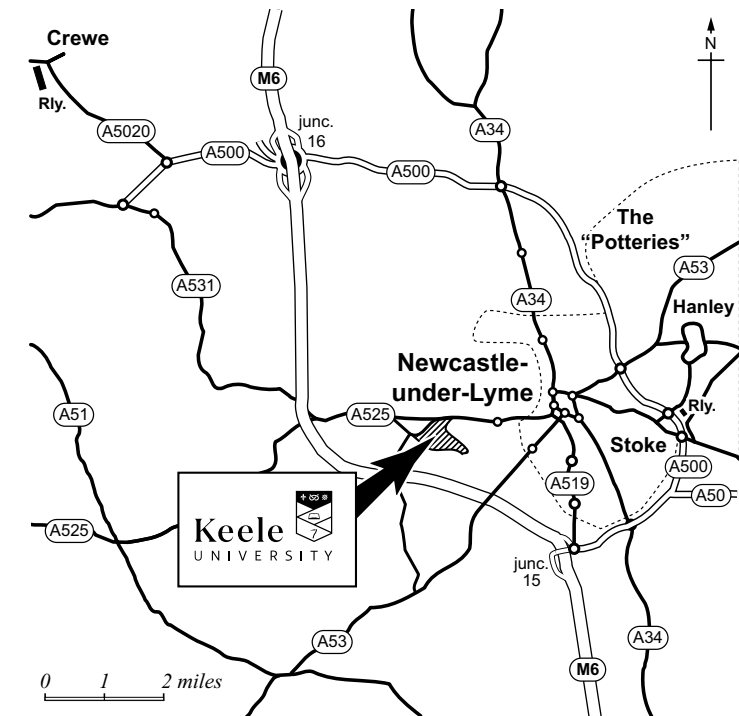 Crewe
Rly.
M6
N
junc.
16
A5020
A500
A34
A500
The
"Potteries"
A53
A531
A34
Hanley
Newcastle-
under-Lyme
A51
A525
Rly.
Stoke
A500
A519
A50
Keele
UNIVERSITY
A525
junc.
15
A53
A34
M6
0 1 2 miles